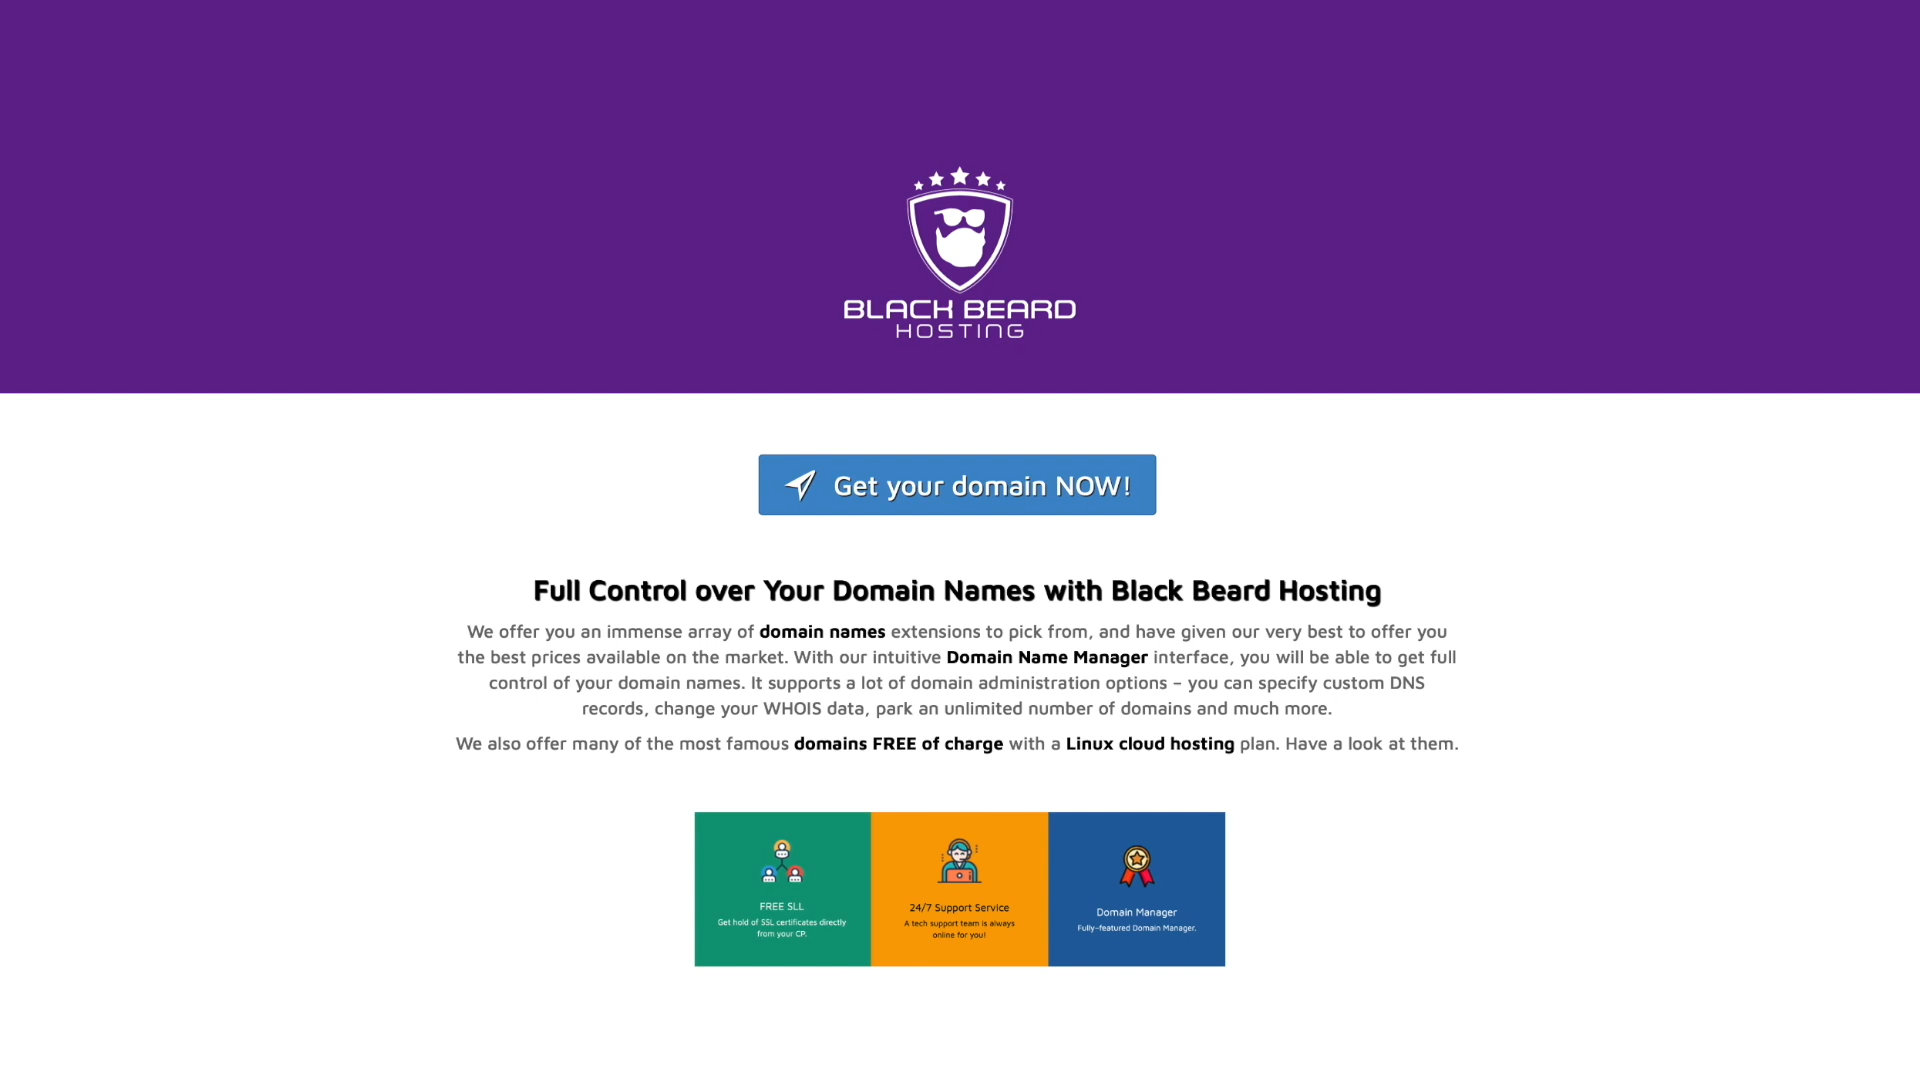 BLACK BEARD
HOSTING
Get your domain NOW!
Full Control over Your Domain Names with Black Beard Hosting
We offer you an immense array of domain names extensions to pick from, and have given our very best to offer you
the best prices available on the market. With our intuitive Domain Name Manager interface, you will be able to get full
control of your domain names. It supports a lot of domain administration options – you can specify custom DNS
records, change your WHOIS data, park an unlimited number of domains and much more.
We also offer many of the most famous domains FREE of charge with a Linux cloud hosting plan. Have a look at them.
FREE SLL
Get hold of SSL certificates directly
from your CP.
24/7 Support Service
A tech support team is always
online for you!
Domain Manager
Fully-featured Domain Manager.